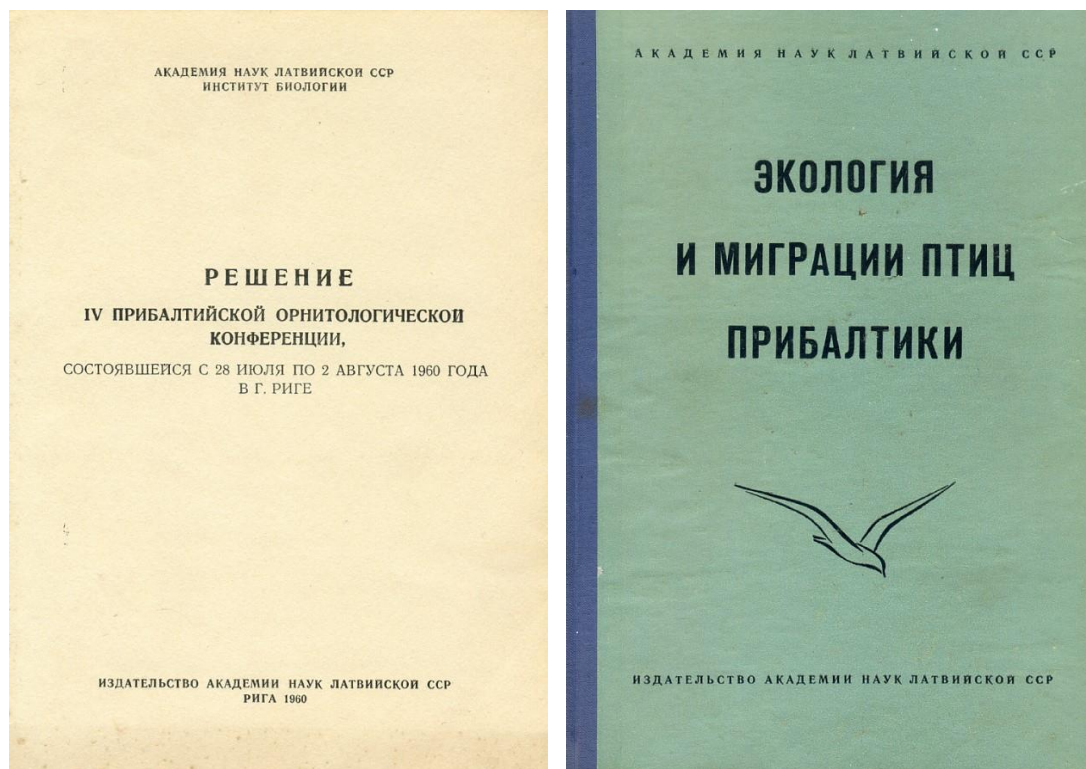 АКАДЕМИЯ НАУК ЛАТВИЙСКОЙ ССР
ИНСТИТУТ БИОЛОГИИ
РЕШЕНИЕ
IV ПРИБАЛТИЙСКОЙ ОРНИТОЛОГИЧЕСКОЙ
КОНФЕРЕНЦИИ,
СОСТОЯВШЕЙСЯ С 28 ИЮЛЯ ПО 2 АВГУСТА 1960 ГОДА
В Г. РИГЕ
ИЗДАТЕЛЬСТВО АКАДЕМИИ НАУК ЛАТВИЙСКОЙ ССР
РИГА 1960
АКАДЕМИЯ НАУК ЛАТВИЙСКОЙ ССР
ЭКОЛОГИЯ
И МИГРАЦИИ ПТИЦ
ПРИБАЛТИКИ
ИЗДАТЕЛЬСТВО АКАДЕМИИ НАУК ЛАТВИЙСКОЙ ССР